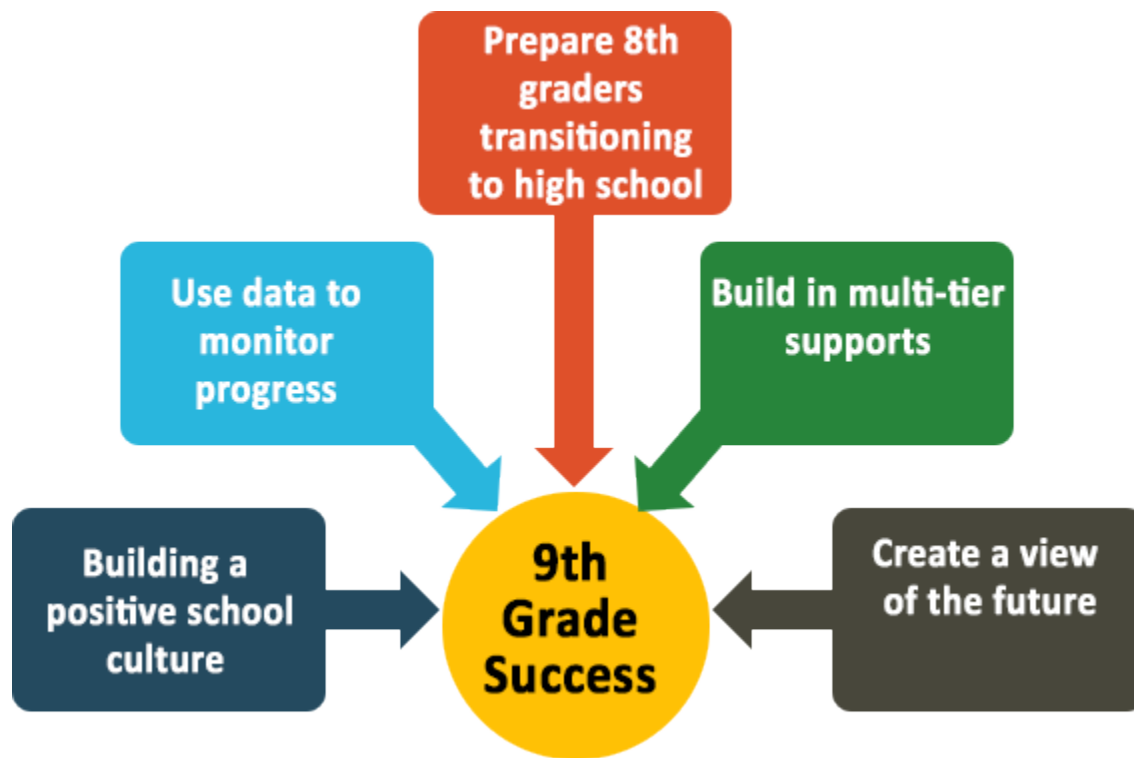 Prepare 8th
graders
transitioning
to high school
Use data to
monitor
progress
Build in multi-tier
supports
Building a
positive school
culture
9th
Grade
Success
Create a view
of the future